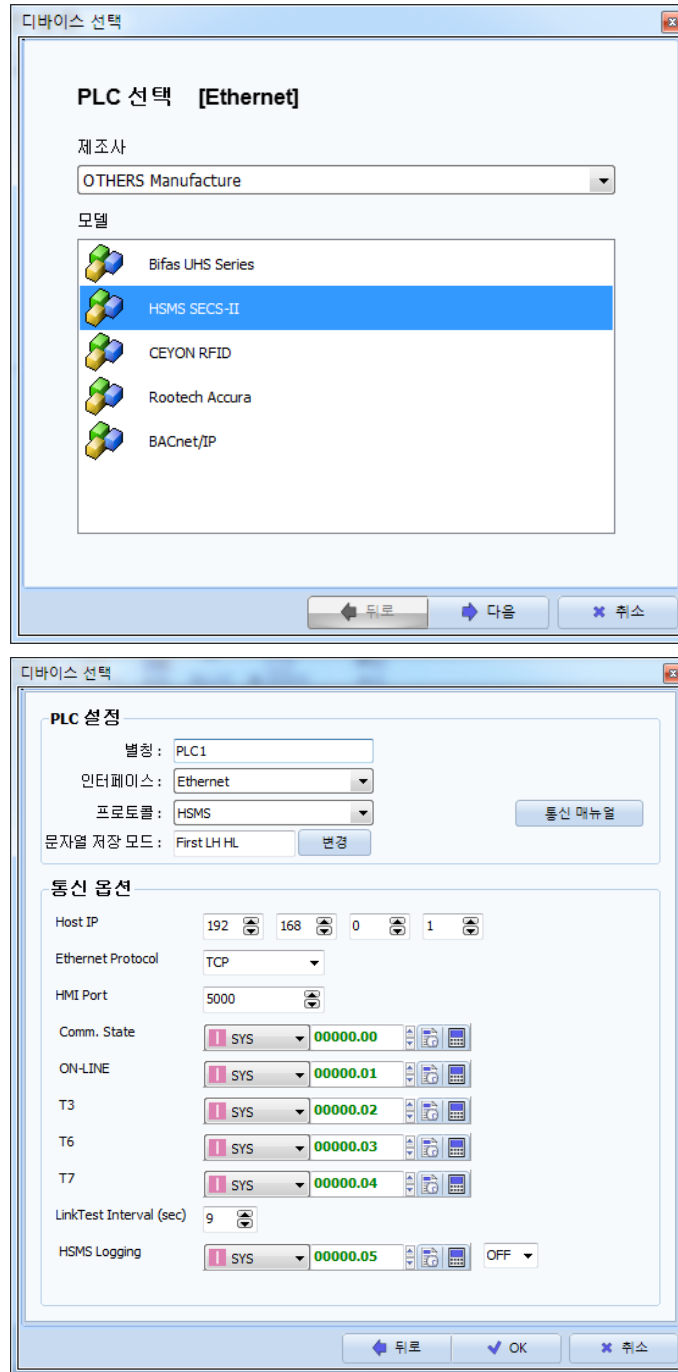 디바이스 선택
PLC 선택 [Ethernet]
제조사
OTHERS Manufacture
모델
Bifas UHS Series
HSMS SECS-II
CEYON RFID
Rootech Accura
BACnet/IP
뒤로 다음 취소
디바이스 선택
PLC 설정
별칭 : PLC1
인터페이스 : Ethernet
프로토콜 : HSMS 통신 매뉴얼
문자열 저장 모드 : First LH HL 변경
통신 옵션
Host IP 192 168 0 1
Ethernet Protocol TCP
HMI Port 5000
Comm. State SYS 00000.00
ON-LINE SYS 00000.01
T3 SYS 00000.02
T6 SYS 00000.03
T7 SYS 00000.04
LinkTest Interval (sec) 9
HSMS Logging SYS 00000.05 OFF
뒤로 OK 취소